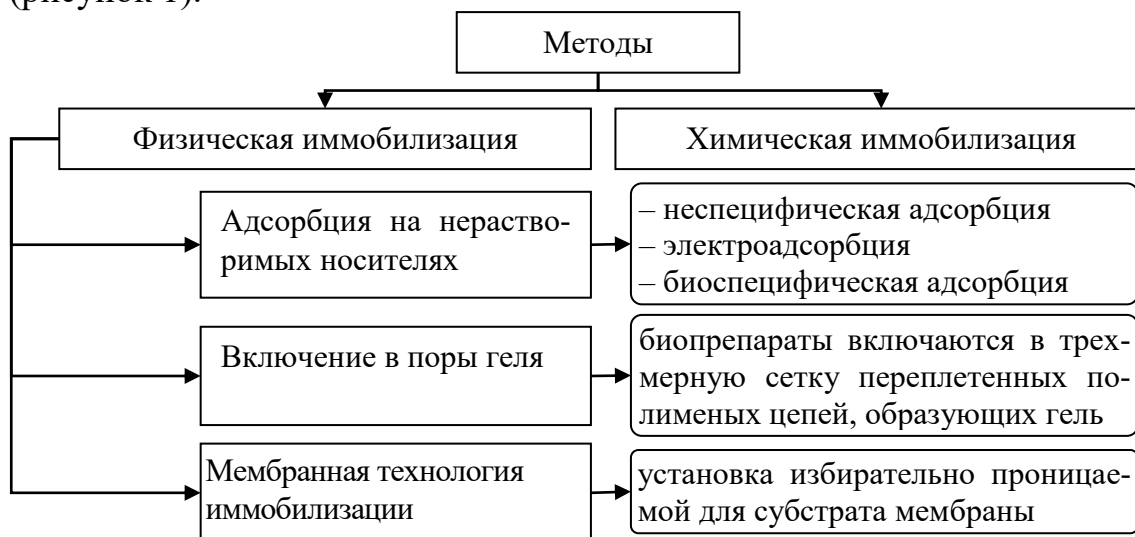 (рисунок 1).
Методы
Физическая иммобилизация
Химическая иммобилизация
Адсорбция на нераство-
римых носителях
– неспецифическая адсорбция
– электроадсорбция
– биоспецифическая адсорбция
Включение в поры геля
биопрепараты включаются в трех-
мерную сетку переплетенных по-
лименых цепей, образующих гель
Мембранная технология
иммобилизации
установка избирательно проницае-
мой для субстрата мембраны